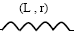 (L , r)